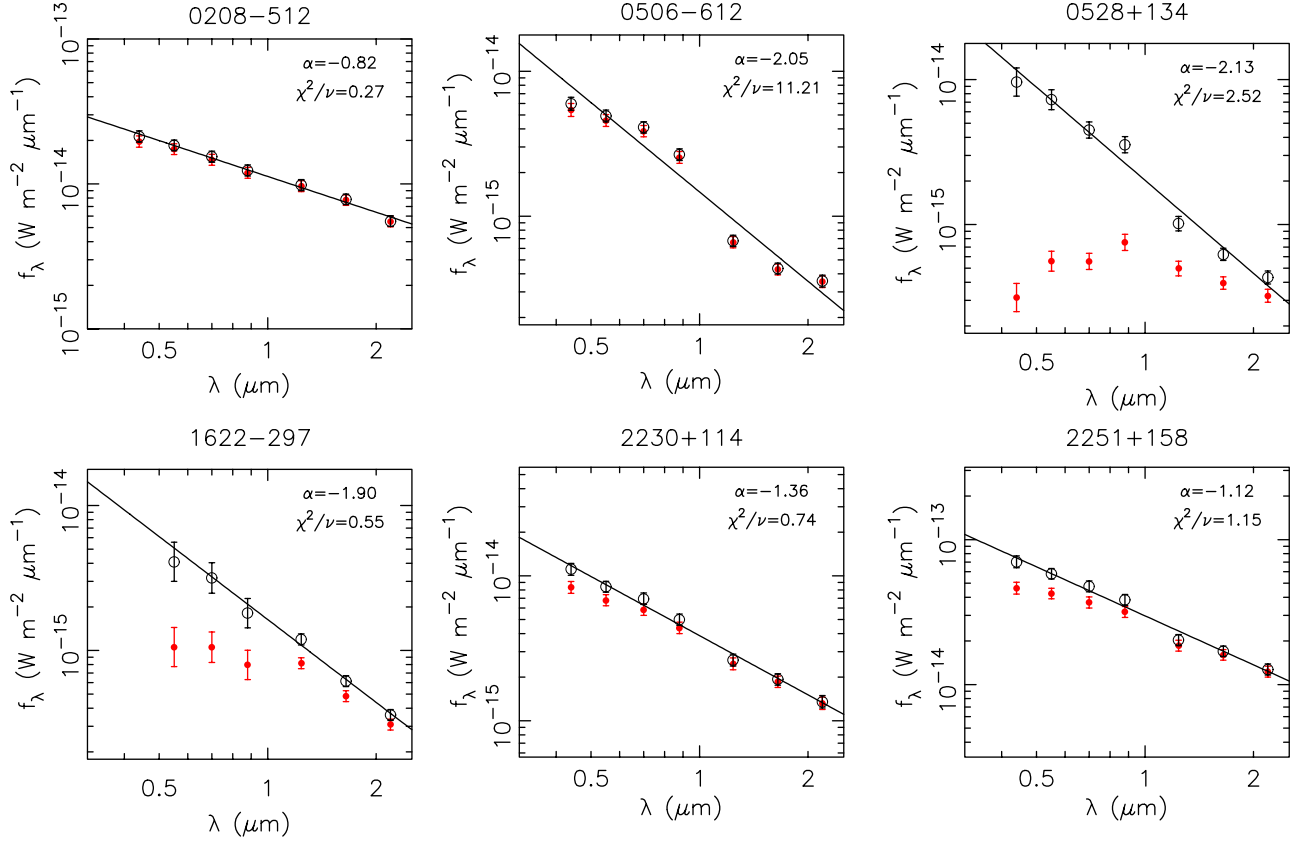 0208−512
α=−0.82
χ²/ν=0.27
10⁻¹³
10⁻¹⁴
10⁻¹⁵
f_λ (W m⁻² μm⁻¹)
0.5 1 2
λ (μm)
0506−612
α=−2.05
χ²/ν=11.21
10⁻¹⁴
10⁻¹⁵
f_λ (W m⁻² μm⁻¹)
0.5 1 2
λ (μm)
0528+134
α=−2.13
χ²/ν=2.52
10⁻¹⁴
10⁻¹⁵
f_λ (W m⁻² μm⁻¹)
0.5 1 2
λ (μm)
1622−297
α=−1.90
χ²/ν=0.55
10⁻¹⁴
10⁻¹⁵
f_λ (W m⁻² μm⁻¹)
0.5 1 2
λ (μm)
2230+114
α=−1.36
χ²/ν=0.74
10⁻¹⁴
10⁻¹⁵
f_λ (W m⁻² μm⁻¹)
0.5 1 2
λ (μm)
2251+158
α=−1.12
χ²/ν=1.15
10⁻¹³
10⁻¹⁴
f_λ (W m⁻² μm⁻¹)
0.5 1 2
λ (μm)